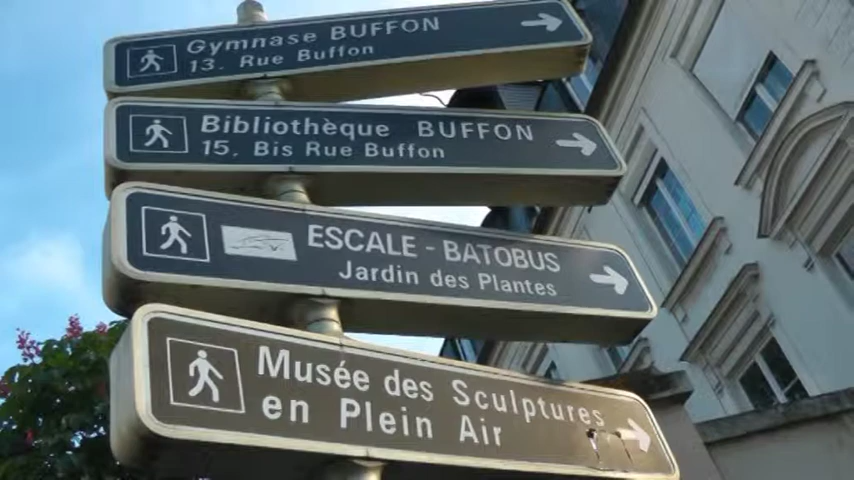 Gymnase BUFFON
13, Rue Buffon
Bibliothèque BUFFON
15, Bis Rue Buffon
ESCALE - BATOBUS
Jardin des Plantes
Musée des Sculptures
en Plein Air